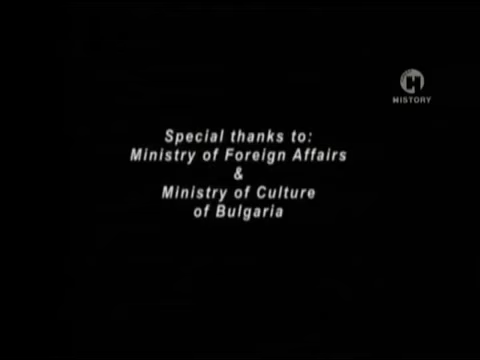 HISTORY
Special thanks to:
Ministry of Foreign Affairs
&
Ministry of Culture
of Bulgaria